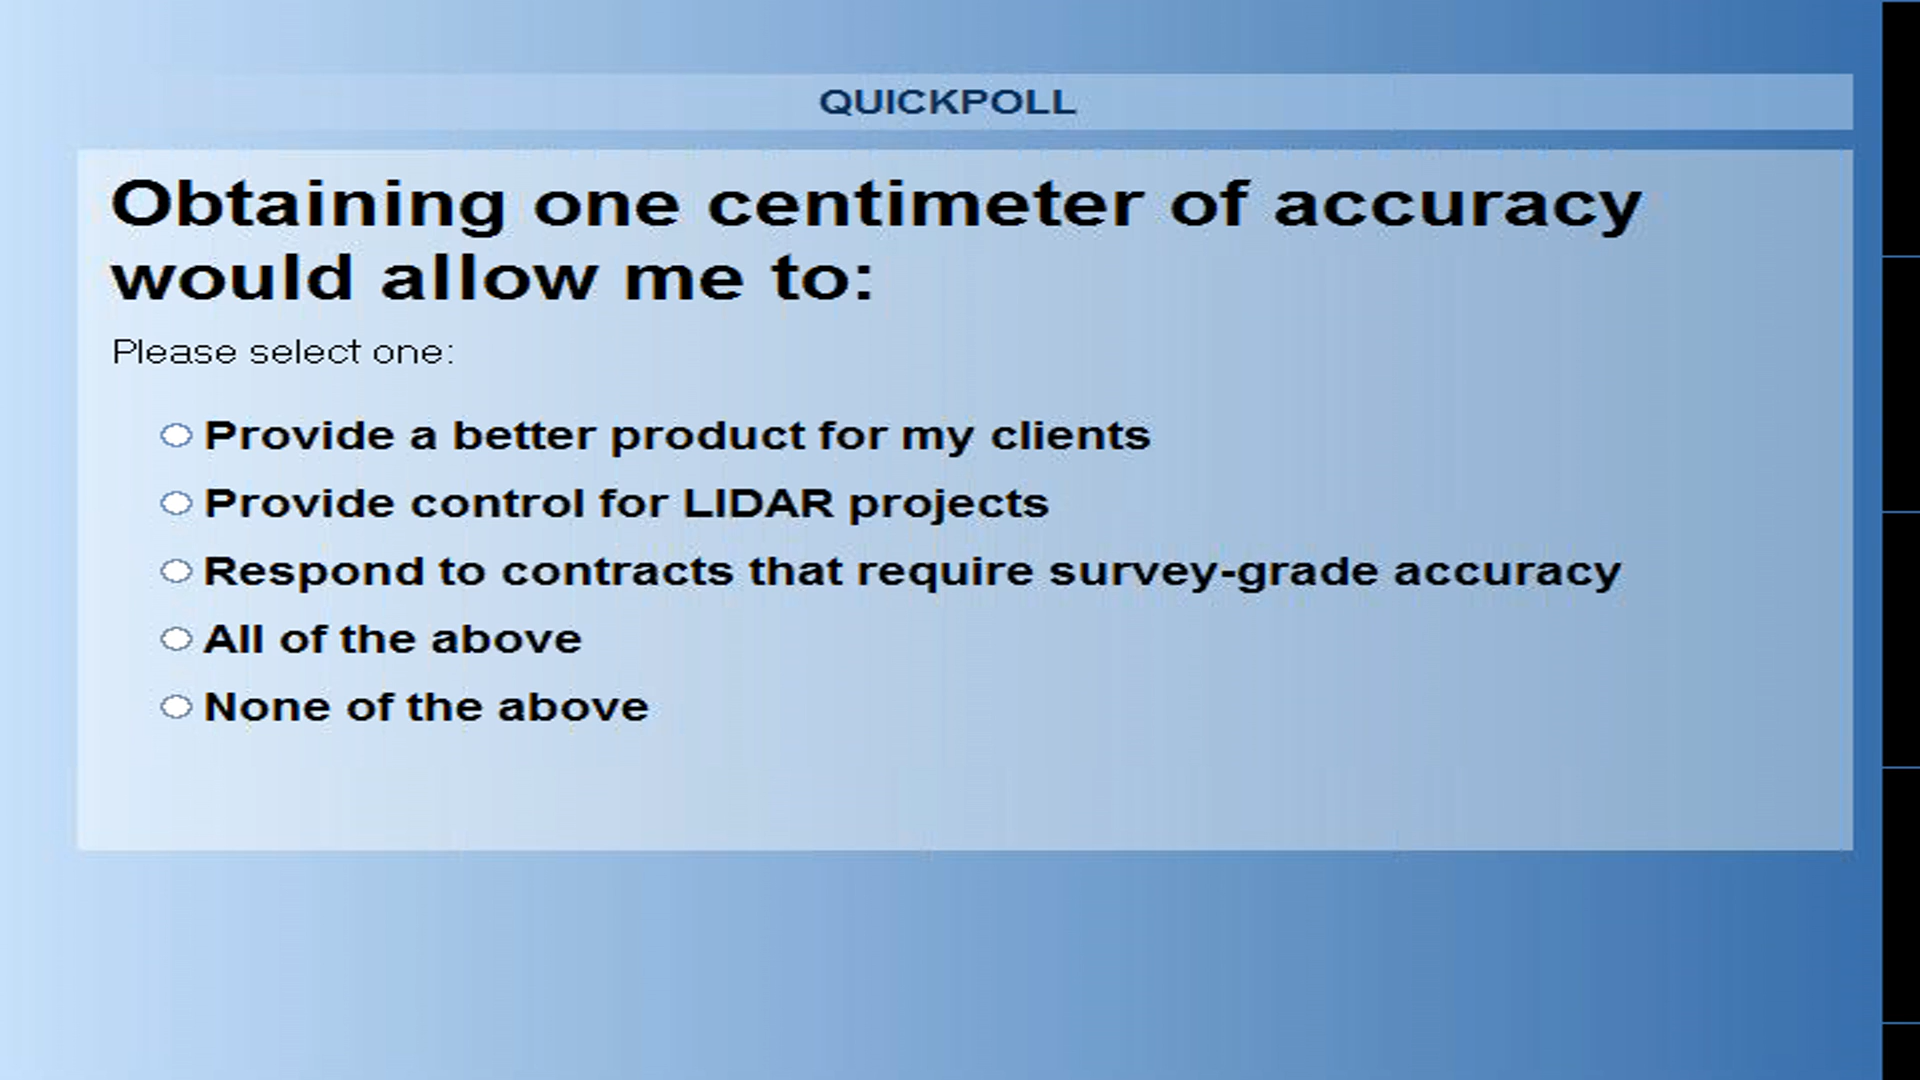 QUICKPOLL
Obtaining one centimeter of accuracy
would allow me to:
Please select one:
Provide a better product for my clients
Provide control for LIDAR projects
Respond to contracts that require survey-grade accuracy
All of the above
None of the above